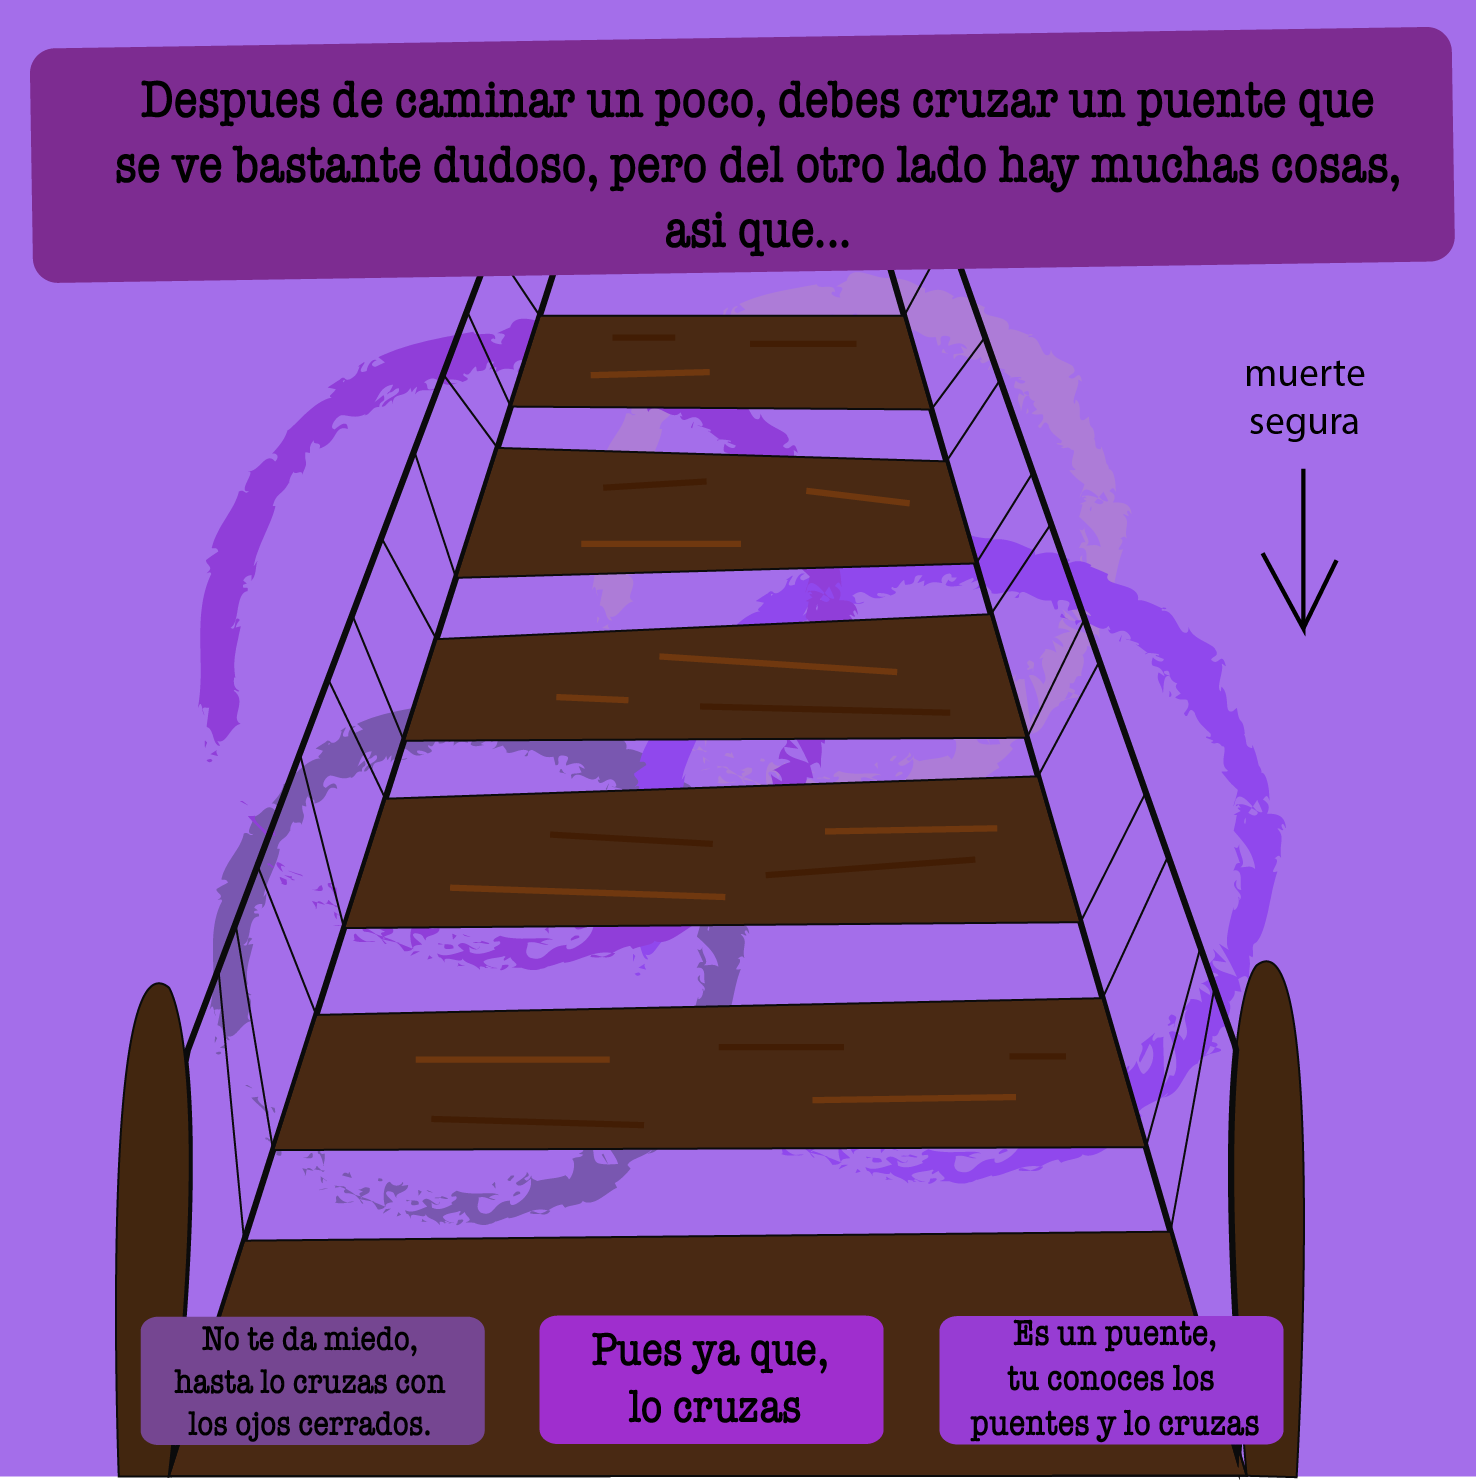 Despues de caminar un poco, debes cruzar un puente que
se ve bastante dudoso, pero del otro lado hay muchas cosas,
asi que...
muerte
segura
No te da miedo,
hasta lo cruzas con
los ojos cerrados.
Pues ya que,
lo cruzas
Es un puente,
tu conoces los
puentes y lo cruzas